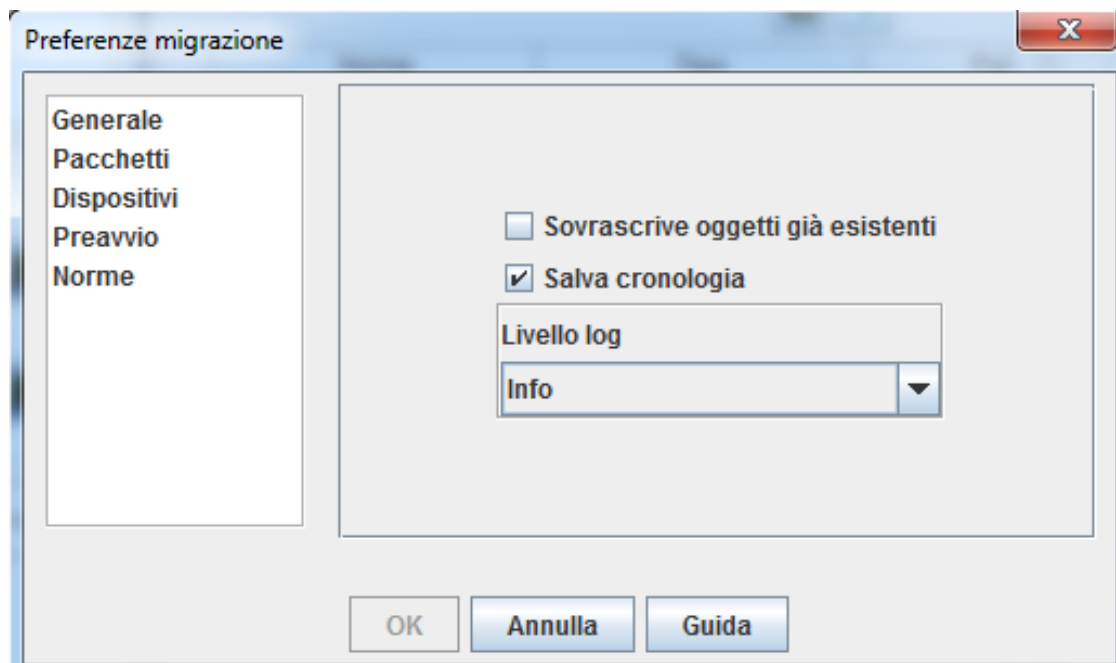 Preferenze migrazione
Generale
Pacchetti
Dispositivi
Preavvio
Norme
Sovrascrive oggetti già esistenti
Salva cronologia
Livello log
Info
OK
Annulla
Guida